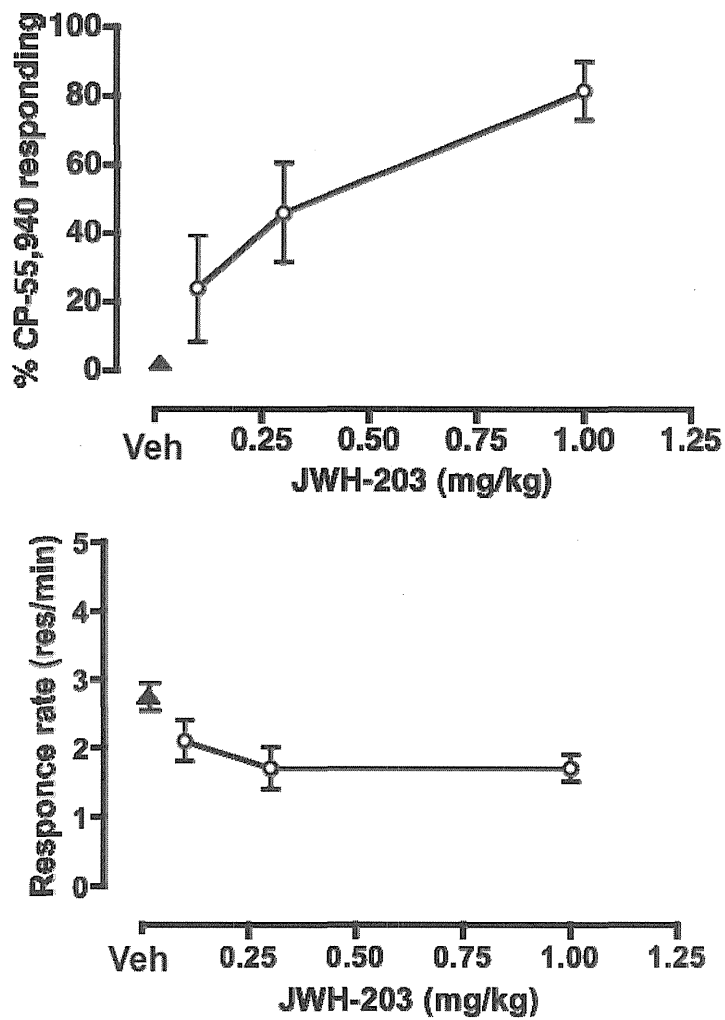 % CP-55,940 responding
100
80
60
40
20
0
Veh 0.25 0.50 0.75 1.00 1.25
JWH-203 (mg/kg)
Responce rate (res/min)
5
4
3
2
1
0
Veh 0.25 0.50 0.75 1.00 1.25
JWH-203 (mg/kg)